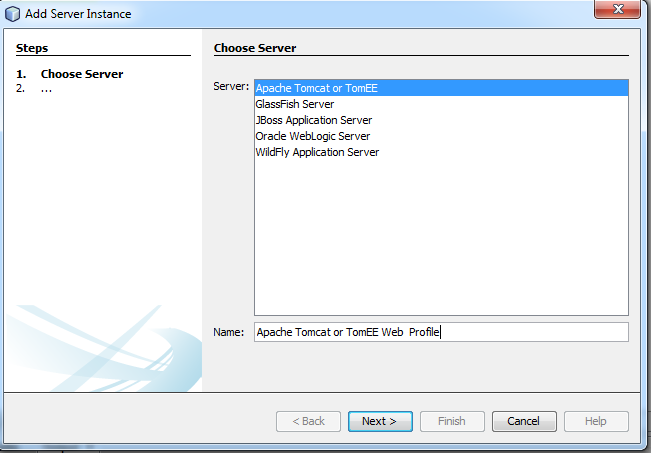 Add Server Instance
Steps
1. Choose Server
2. ...
Choose Server
Server:
Apache Tomcat or TomEE
GlassFish Server
JBoss Application Server
Oracle WebLogic Server
WildFly Application Server
Name: Apache Tomcat or TomEE Web  Profile
< Back
Next >
Finish
Cancel
Help